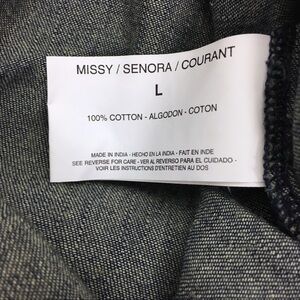 MISSY / SENORA / COURANT
L
100% COTTON - ALGODON - COTON
MADE IN INDIA - HECHO EN LA INDIA - FAIT EN INDE
SEE REVERSE FOR CARE - VER AL REVERSO PARA EL CUIDADO -
VOIR LES INSTRUCTIONS D'ENTRETIEN AU DOS